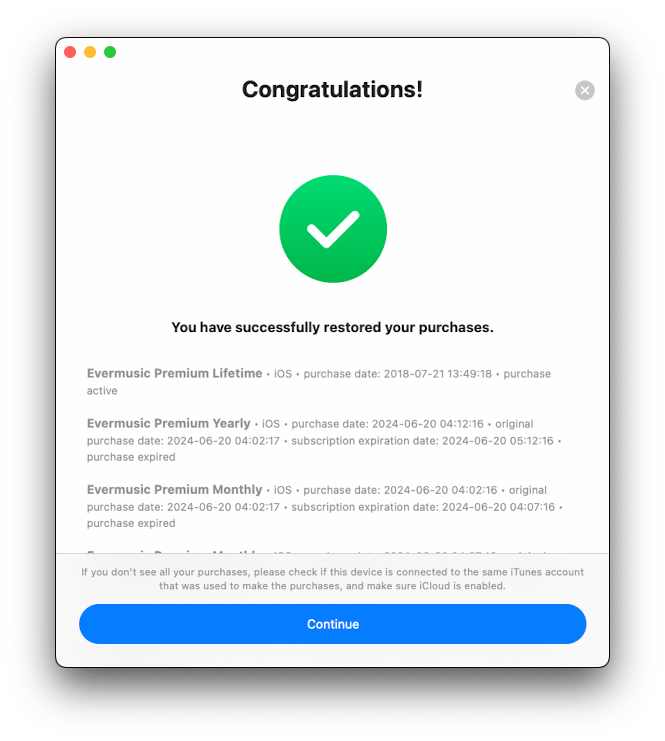 Congratulations!
You have successfully restored your purchases.
Evermusic Premium Lifetime • iOS • purchase date: 2018-07-21 13:49:18 • purchase
active
Evermusic Premium Yearly • iOS • purchase date: 2024-06-20 04:12:16 • original
purchase date: 2024-06-20 04:02:17 • subscription expiration date: 2024-06-20 05:12:16 •
purchase expired
Evermusic Premium Monthly • iOS • purchase date: 2024-06-20 04:02:16 • original
purchase date: 2024-06-20 04:02:17 • subscription expiration date: 2024-06-20 04:07:16 •
purchase expired
If you don't see all your purchases, please check if this device is connected to the same iTunes account
that was used to make the purchases, and make sure iCloud is enabled.
Continue